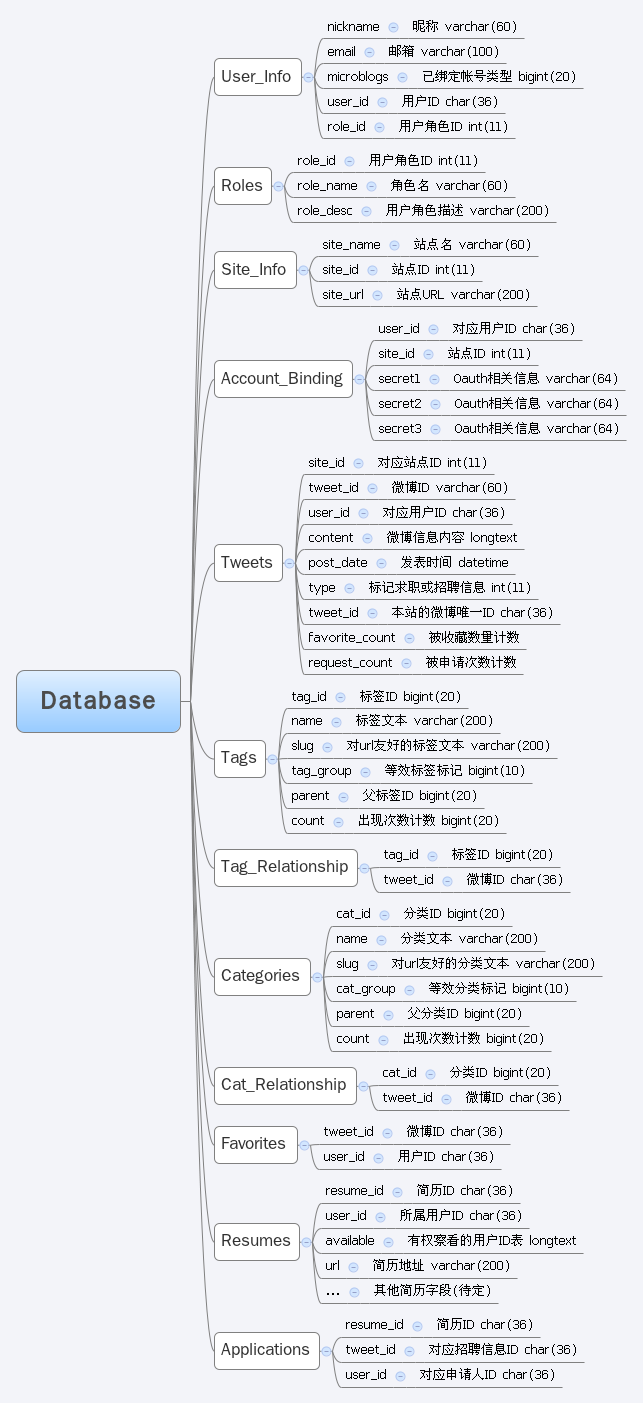 Database
User_Info
nickname 昵称 varchar(60)
email 邮箱 varchar(100)
microblogs 已绑定帐号类型 bigint(20)
user_id 用户ID char(36)
role_id 用户角色ID int(11)
Roles
role_id 用户角色ID int(11)
role_name 角色名 varchar(60)
role_desc 用户角色描述 varchar(200)
Site_Info
site_name 站点名 varchar(60)
site_id 站点ID int(11)
site_url 站点URL varchar(200)
Account_Binding
user_id 对应用户ID char(36)
site_id 站点ID int(11)
secret1 Oauth相关信息 varchar(64)
secret2 Oauth相关信息 varchar(64)
secret3 Oauth相关信息 varchar(64)
Tweets
site_id 对应站点ID int(11)
tweet_id 微博ID varchar(60)
user_id 对应用户ID char(36)
content 微博信息内容 longtext
post_date 发表时间 datetime
type 标记求职或招聘信息 int(11)
tweet_id 本站的微博唯一ID char(36)
favorite_count 被收藏数量计数
request_count 被申请次数计数
Tags
tag_id 标签ID bigint(20)
name 标签文本 varchar(200)
slug 对url友好的标签文本 varchar(200)
tag_group 等效标签标记 bigint(10)
parent 父标签ID bigint(20)
count 出现次数计数 bigint(20)
Tag_Relationship
tag_id 标签ID bigint(20)
tweet_id 微博ID char(36)
Categories
cat_id 分类ID bigint(20)
name 分类文本 varchar(200)
slug 对url友好的分类文本 varchar(200)
cat_group 等效分类标记 bigint(10)
parent 父分类ID bigint(20)
count 出现次数计数 bigint(20)
Cat_Relationship
cat_id 分类ID bigint(20)
tweet_id 微博ID char(36)
Favorites
tweet_id 微博ID char(36)
user_id 用户ID char(36)
Resumes
resume_id 简历ID char(36)
user_id 所属用户ID char(36)
available 有权察看的用户ID表 longtext
url 简历地址 varchar(200)
... 其他简历字段(待定)
Applications
resume_id 简历ID char(36)
tweet_id 对应招聘信息ID char(36)
user_id 对应申请人ID char(36)